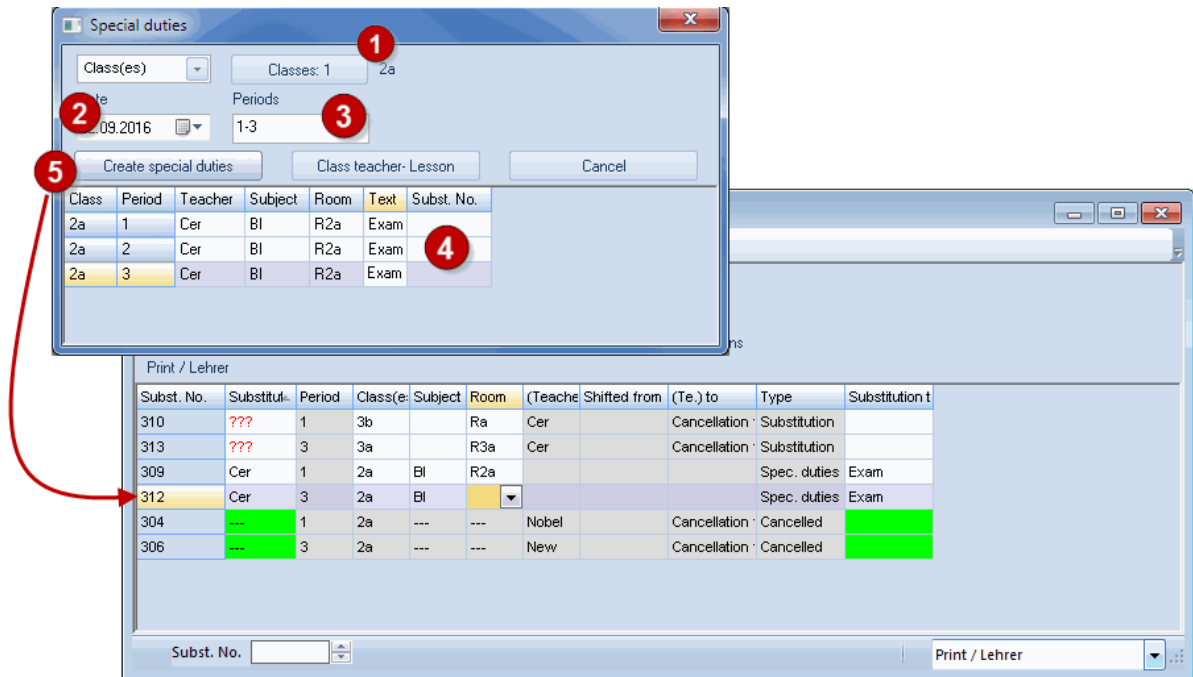 Special duties
1
Class(es) Classes: 1 2a
Periods
2 .09.2016 1-3 3
5 Create special duties Class teacher- Lesson Cancel
Class Period Teacher Subject Room Text Subst. No.
2a 1 Cer BI R2a Exam
2a 2 Cer BI R2a Exam 4
2a 3 Cer BI R2a Exam
Print / Lehrer
Subst. No. Substitut Period Class(e: Subject Room (Teache Shifted from (Te.) to Type Substitution t
310 ??? 1 3b Ra Cer Cancellation Substitution
313 ??? 3 3a R3a Cer Cancellation Substitution
309 Cer 1 2a BI R2a Spec. duties Exam
312 Cer 3 2a BI Spec. duties Exam
304 --- 1 2a --- --- Nobel Cancellation Cancelled
306 --- 3 2a --- --- New Cancellation Cancelled
Subst. No. Print / Lehrer